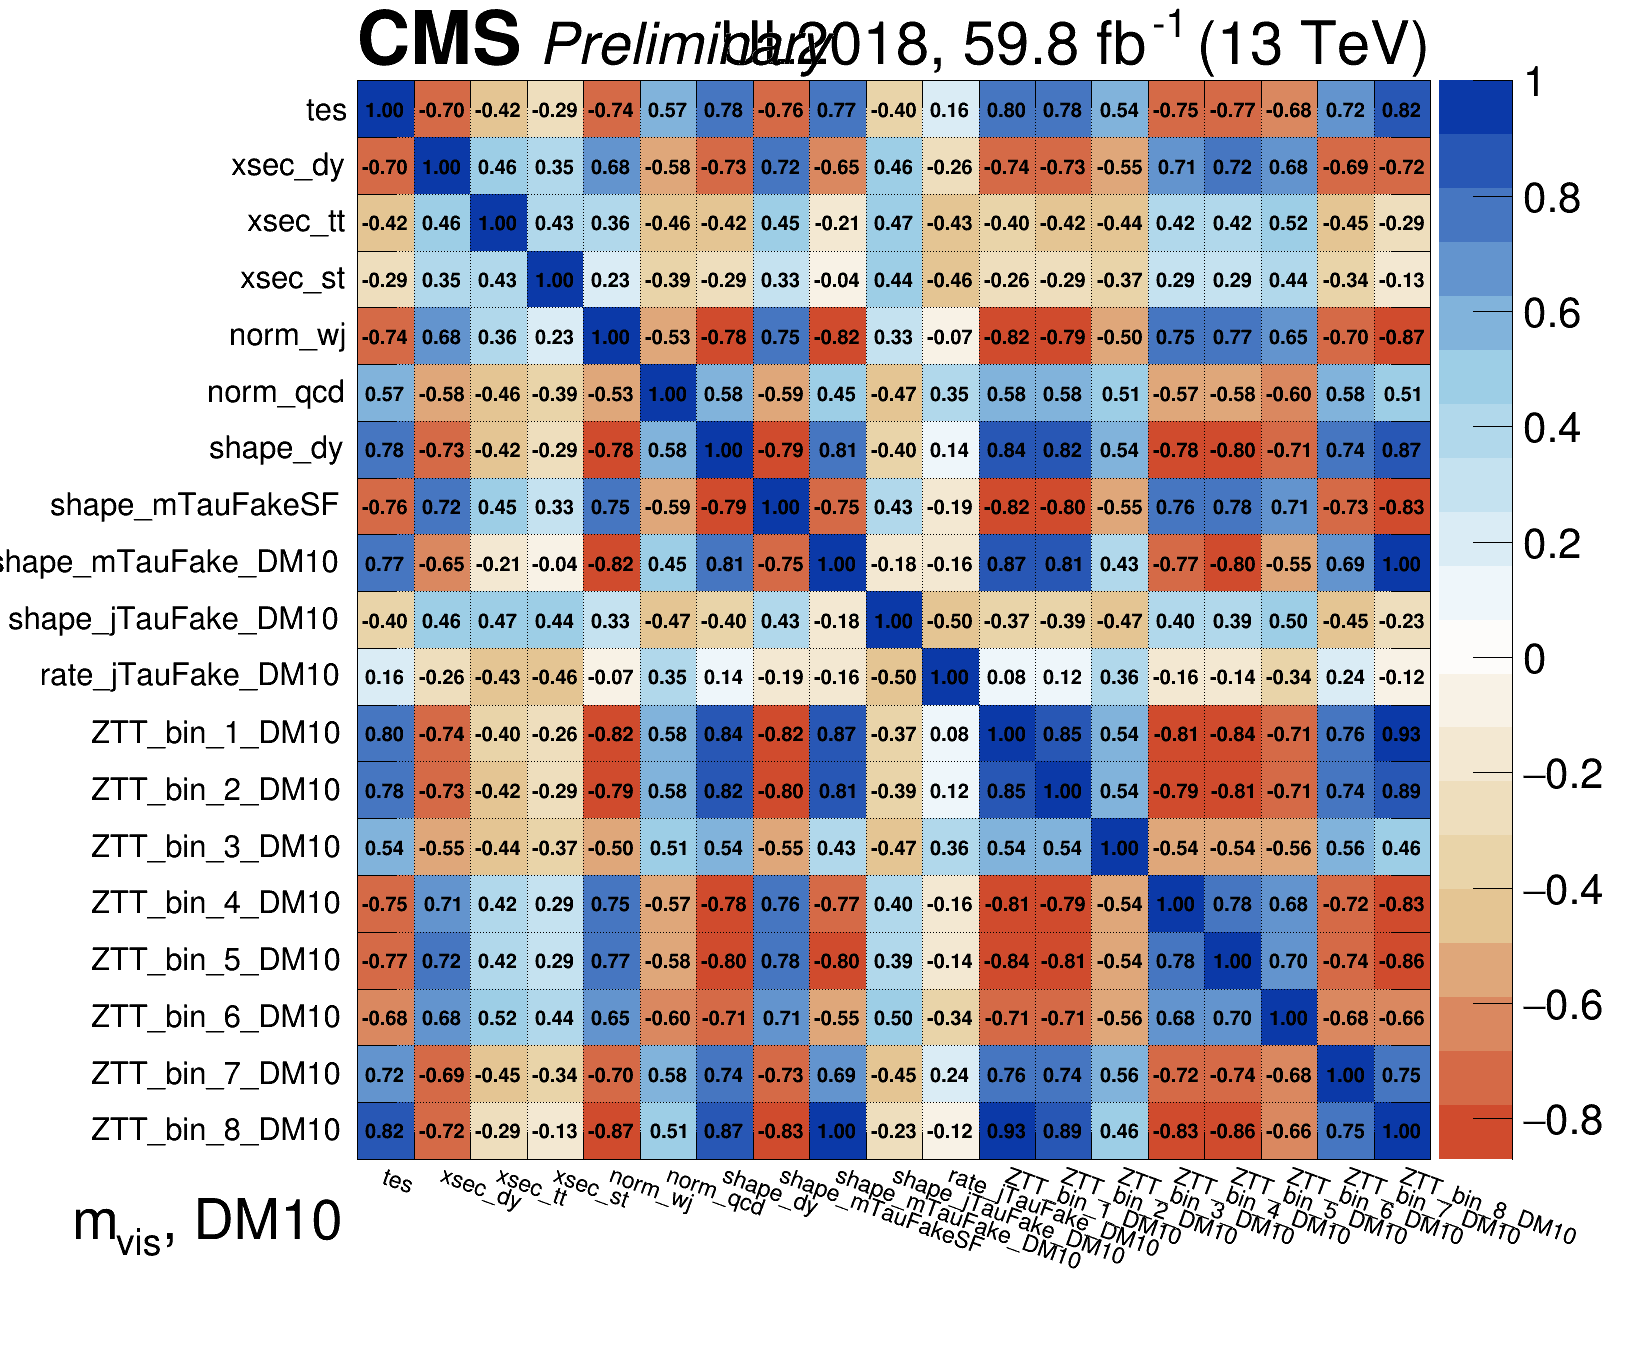 CMS Preliminary UL2018, 59.8 fb⁻¹ (13 TeV)
tes 1.00 -0.70 -0.42 -0.29 -0.74 0.57 0.78 -0.76 0.77 -0.40 0.16 0.80 0.78 0.54 -0.75 -0.77 -0.68 0.72 0.82
xsec_dy -0.70 1.00 0.46 0.35 0.68 -0.58 -0.73 0.72 -0.65 0.46 -0.26 -0.74 -0.73 -0.55 0.71 0.72 0.68 -0.69 -0.72
xsec_tt -0.42 0.46 1.00 0.43 0.36 -0.46 -0.42 0.45 -0.21 0.47 -0.43 -0.40 -0.42 -0.44 0.42 0.42 0.52 -0.45 -0.29
xsec_st -0.29 0.35 0.43 1.00 0.23 -0.39 -0.29 0.33 -0.04 0.44 -0.46 -0.26 -0.29 -0.37 0.29 0.29 0.44 -0.34 -0.13
norm_wj -0.74 0.68 0.36 0.23 1.00 -0.53 -0.78 0.75 -0.82 0.33 -0.07 -0.82 -0.79 -0.50 0.75 0.77 0.65 -0.70 -0.87
norm_qcd 0.57 -0.58 -0.46 -0.39 -0.53 1.00 0.58 -0.59 0.45 -0.47 0.35 0.58 0.58 0.51 -0.57 -0.58 -0.60 0.58 0.51
shape_dy 0.78 -0.73 -0.42 -0.29 -0.78 0.58 1.00 -0.79 0.81 -0.40 0.14 0.84 0.82 0.54 -0.78 -0.80 -0.71 0.74 0.87
shape_mTauFakeSF -0.76 0.72 0.45 0.33 0.75 -0.59 -0.79 1.00 -0.75 0.43 -0.19 -0.82 -0.80 -0.55 0.76 0.78 0.71 -0.73 -0.83
shape_mTauFake_DM10 0.77 -0.65 -0.21 -0.04 -0.82 0.45 0.81 -0.75 1.00 -0.18 -0.16 0.87 0.81 0.43 -0.77 -0.80 -0.55 0.69 1.00
shape_jTauFake_DM10 -0.40 0.46 0.47 0.44 0.33 -0.47 -0.40 0.43 -0.18 1.00 -0.50 -0.37 -0.39 -0.47 0.40 0.39 0.50 -0.45 -0.23
rate_jTauFake_DM10 0.16 -0.26 -0.43 -0.46 -0.07 0.35 0.14 -0.19 -0.16 -0.50 1.00 0.08 0.12 0.36 -0.16 -0.14 -0.34 0.24 -0.12
ZTT_bin_1_DM10 0.80 -0.74 -0.40 -0.26 -0.82 0.58 0.84 -0.82 0.87 -0.37 0.08 1.00 0.85 0.54 -0.81 -0.84 -0.71 0.76 0.93
ZTT_bin_2_DM10 0.78 -0.73 -0.42 -0.29 -0.79 0.58 0.82 -0.80 0.81 -0.39 0.12 0.85 1.00 0.54 -0.79 -0.81 -0.71 0.74 0.89
ZTT_bin_3_DM10 0.54 -0.55 -0.44 -0.37 -0.50 0.51 0.54 -0.55 0.43 -0.47 0.36 0.54 0.54 1.00 -0.54 -0.54 -0.56 0.56 0.46
ZTT_bin_4_DM10 -0.75 0.71 0.42 0.29 0.75 -0.57 -0.78 0.76 -0.77 0.40 -0.16 -0.81 -0.79 -0.54 1.00 0.78 0.68 -0.72 -0.83
ZTT_bin_5_DM10 -0.77 0.72 0.42 0.29 0.77 -0.58 -0.80 0.78 -0.80 0.39 -0.14 -0.84 -0.81 -0.54 0.78 1.00 0.70 -0.74 -0.86
ZTT_bin_6_DM10 -0.68 0.68 0.52 0.44 0.65 -0.60 -0.71 0.71 -0.55 0.50 -0.34 -0.71 -0.71 -0.56 0.68 0.70 1.00 -0.68 -0.66
ZTT_bin_7_DM10 0.72 -0.69 -0.45 -0.34 -0.70 0.58 0.74 -0.73 0.69 -0.45 0.24 0.76 0.74 0.56 -0.72 -0.74 -0.68 1.00 0.75
ZTT_bin_8_DM10 0.82 -0.72 -0.29 -0.13 -0.87 0.51 0.87 -0.83 1.00 -0.23 -0.12 0.93 0.89 0.46 -0.83 -0.86 -0.66 0.75 1.00
tes
xsec_dy
xsec_tt
xsec_st
norm_wj
norm_qcd
shape_dy
shape_mTauFakeSF
shape_mTauFake_DM10
shape_jTauFake_DM10
rate_jTauFake_DM10
ZTT_bin_1_DM10
ZTT_bin_2_DM10
ZTT_bin_3_DM10
ZTT_bin_4_DM10
ZTT_bin_5_DM10
ZTT_bin_6_DM10
ZTT_bin_7_DM10
ZTT_bin_8_DM10
m_vis, DM10
1
0.8
0.6
0.4
0.2
0
−0.2
−0.4
−0.6
−0.8